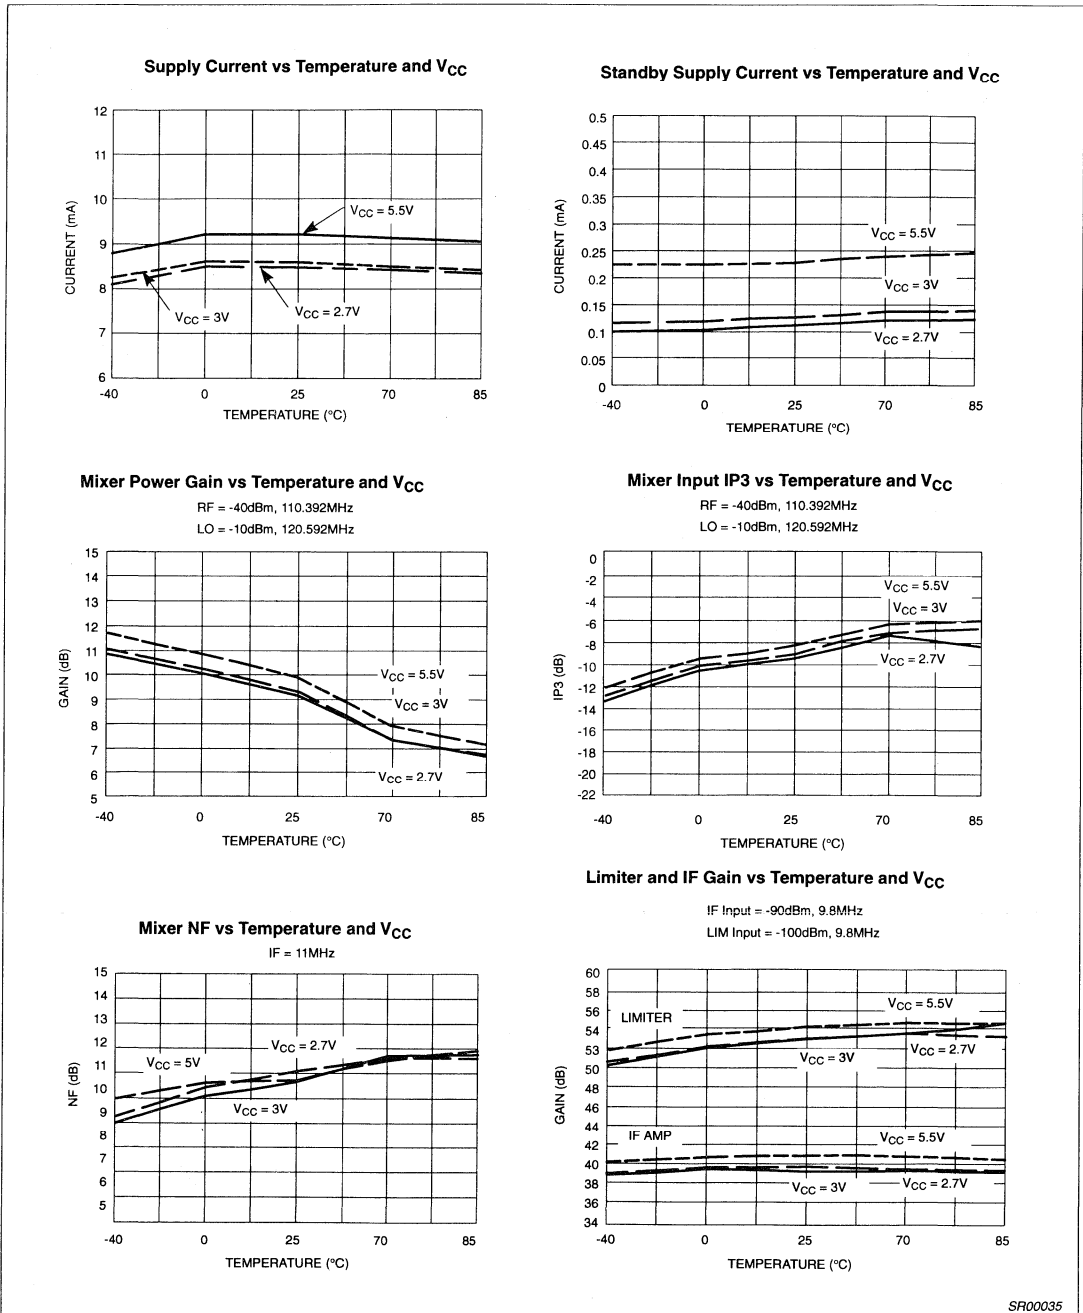 Supply Current vs Temperature and VCC
12
11
10
9
8
7
6
CURRENT (mA)
VCC = 5.5V
VCC = 3V
VCC = 2.7V
-40 0 25 70 85
TEMPERATURE (°C)
Standby Supply Current vs Temperature and VCC
0.5
0.45
0.4
0.35
0.3
0.25
0.2
0.15
0.1
0.05
0
CURRENT (mA)
VCC = 5.5V
VCC = 3V
VCC = 2.7V
-40 0 25 70 85
TEMPERATURE (°C)
Mixer Power Gain vs Temperature and VCC
RF = -40dBm, 110.392MHz
LO = -10dBm, 120.592MHz
15
14
13
12
11
10
9
8
7
6
5
GAIN (dB)
VCC = 5.5V
VCC = 3V
VCC = 2.7V
-40 0 25 70 85
TEMPERATURE (°C)
Mixer Input IP3 vs Temperature and VCC
RF = -40dBm, 110.392MHz
LO = -10dBm, 120.592MHz
0
-2
-4
-6
-8
-10
-12
-14
-16
-18
-20
-22
IP3 (dB)
VCC = 5.5V
VCC = 3V
VCC = 2.7V
-40 0 25 70 85
TEMPERATURE (°C)
Mixer NF vs Temperature and VCC
IF = 11MHz
15
14
13
12
11
10
9
8
7
6
5
NF (dB)
VCC = 5V
VCC = 2.7V
VCC = 3V
-40 0 25 70 85
TEMPERATURE (°C)
Limiter and IF Gain vs Temperature and VCC
IF Input = -90dBm, 9.8MHz
LIM Input = -100dBm, 9.8MHz
60
58
56
54
53
50
48
46
44
42
40
38
36
34
GAIN (dB)
LIMITER
VCC = 5.5V
VCC = 3V
VCC = 2.7V
IF AMP
VCC = 5.5V
VCC = 3V
VCC = 2.7V
-40 0 25 70 85
TEMPERATURE (°C)
SR00035